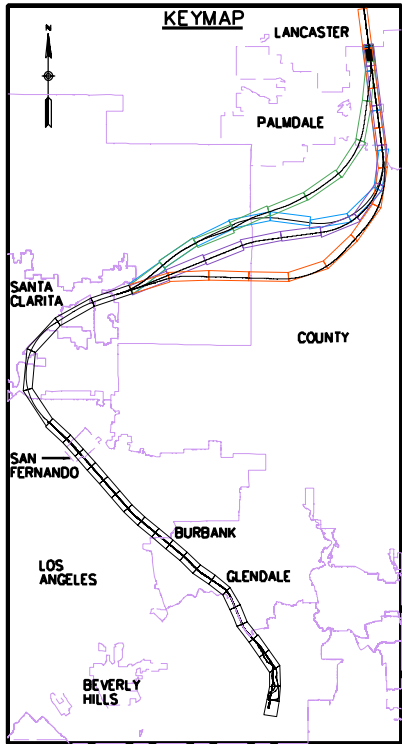 KEYMAP
N
LANCASTER
PALMDALE
SANTA
CLARITA
COUNTY
SAN
FERNANDO
BURBANK
LOS
ANGELES
GLENDALE
BEVERLY
HILLS